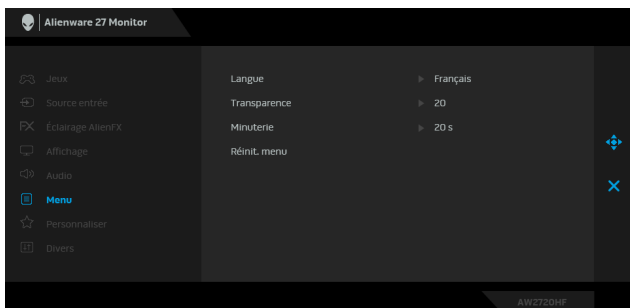 Alienware 27 Monitor
Jeux
Source entrée
FX Éclairage AlienFX
Affichage
Audio
Menu
Personnaliser
Divers
Langue Français
Transparence 20
Minuterie 20 s
Réinit. menu
AW2720HF